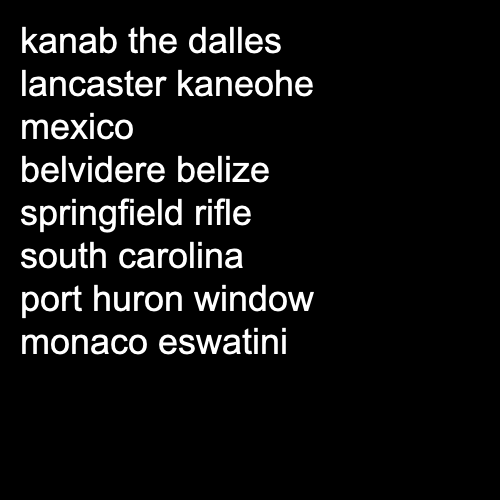 kanab the dalles
lancaster kaneohe
mexico
belvidere belize
springfield rifle
south carolina
port huron window
monaco eswatini